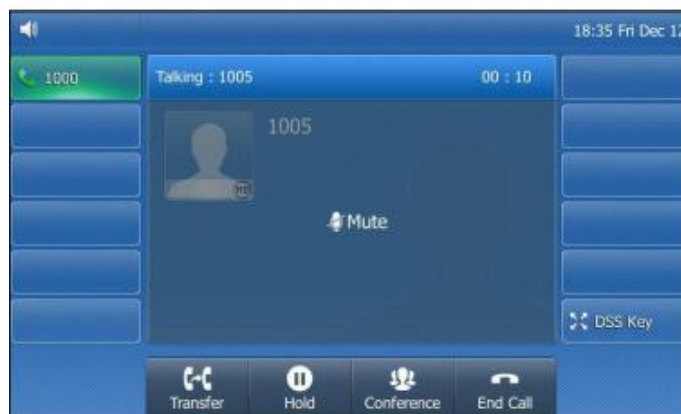 18:35 Fri Dec 12
1000
Talking : 1005
00 : 10
1005
HD
Mute
DSS Key
Transfer
Hold
Conference
End Call